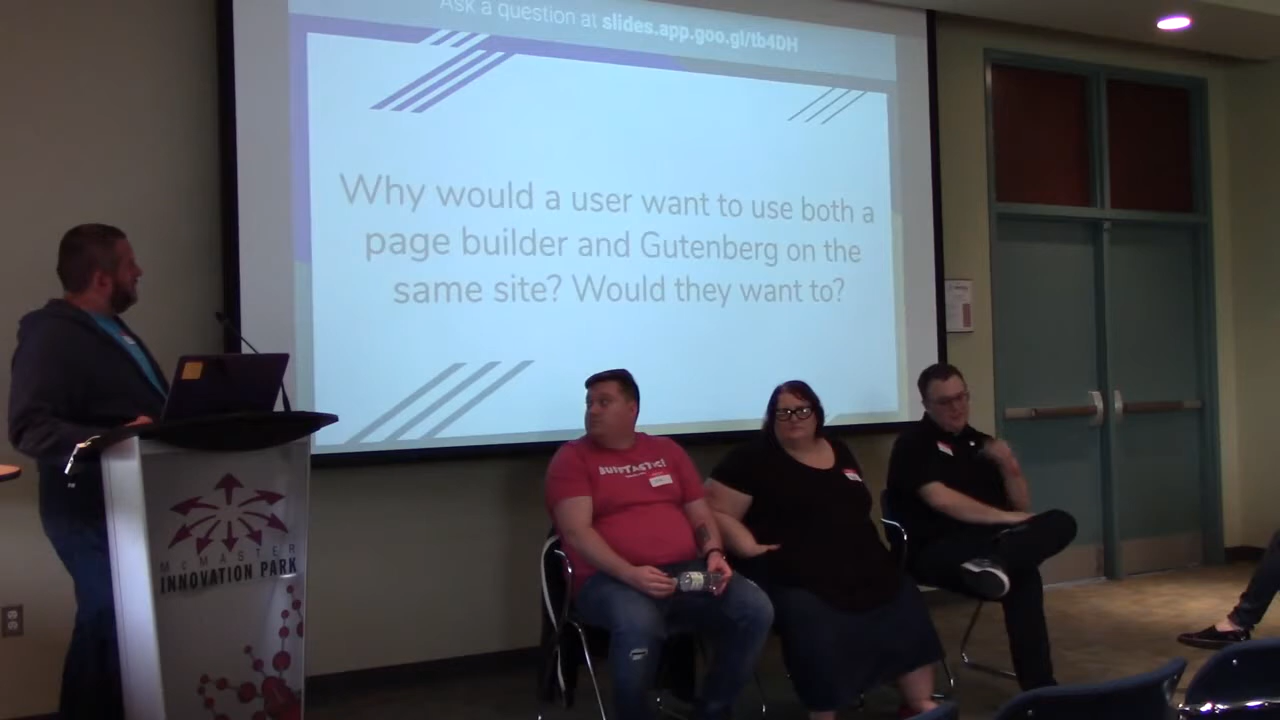 Ask a question at slides.app.goo.gl/tb4DH
Why would a user want to use both a
page builder and Gutenberg on the
same site? Would they want to?
McMASTER
INNOVATION PARK